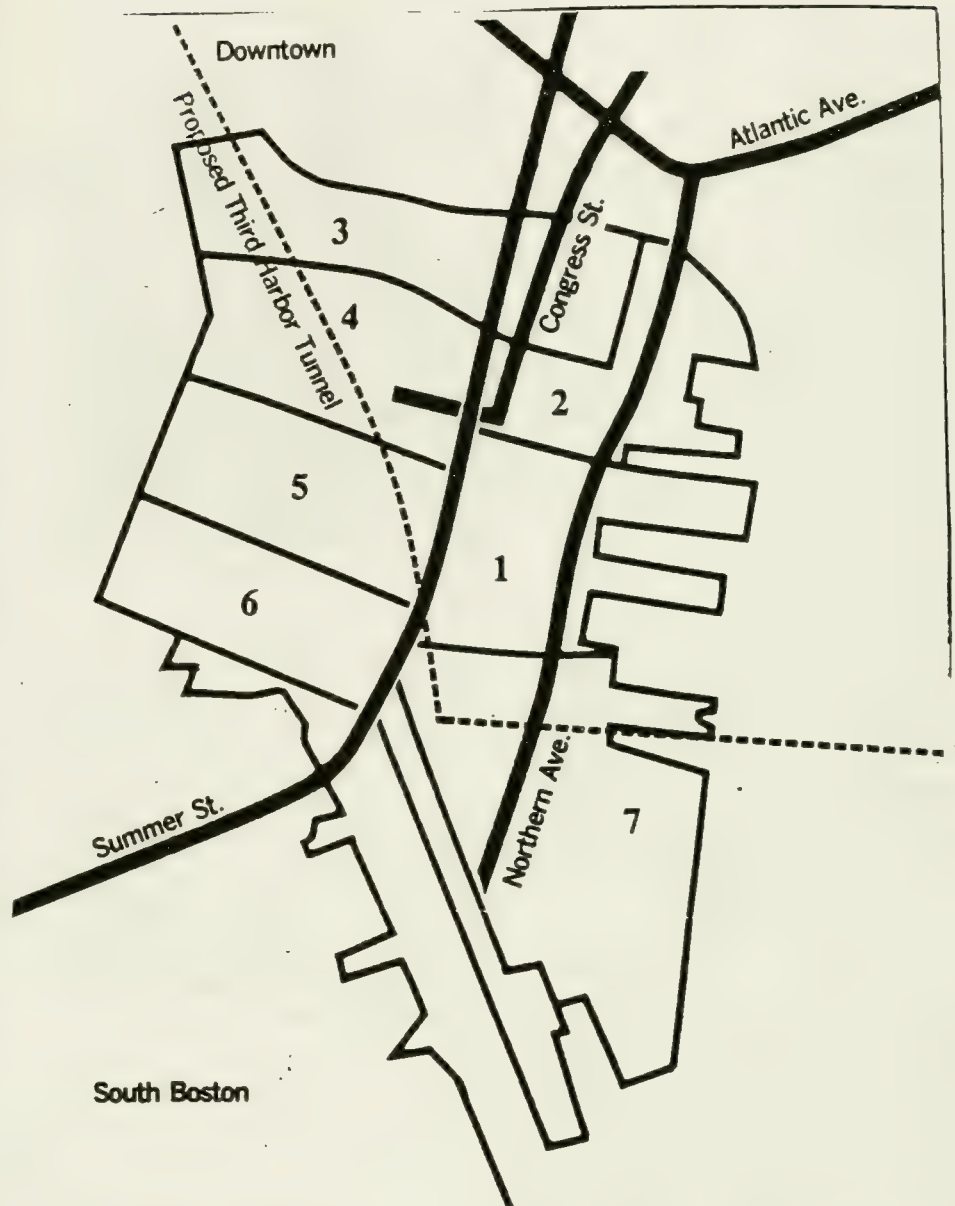 Downtown
Proposed Third Harbor Tunnel
Atlantic Ave.
3
Congress St.
4
2
5
1
6
Northern Ave.
7
Summer St.
South Boston